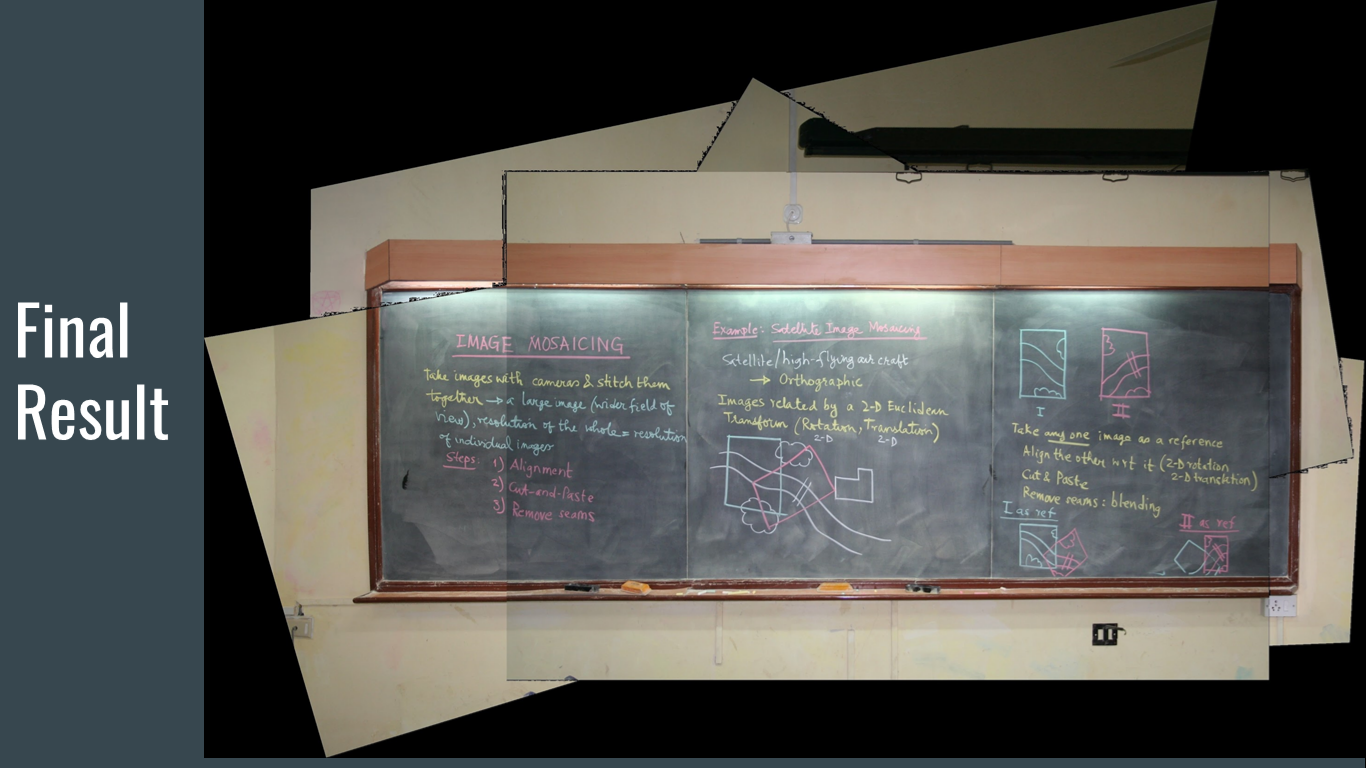 Final
Result
IMAGE MOSAICING
Take images with cameras & stitch them
together → a large image (wider field of
view), resolution of the whole = resolution
of individual images
Steps: 1) Alignment
2) Cut-and-Paste
3) Remove seams
Example: Satellite Image Mosaicing
Satellite/high-flying air craft
→ Orthographic
Images related by a 2-D Euclidean
Transform (Rotation, Translation)
2-D 2-D
I II
Take any one image as a reference
Align the other wrt it (2-D rotation
2-D translation)
Cut & Paste
Remove seams: blending
I as ref
II as ref